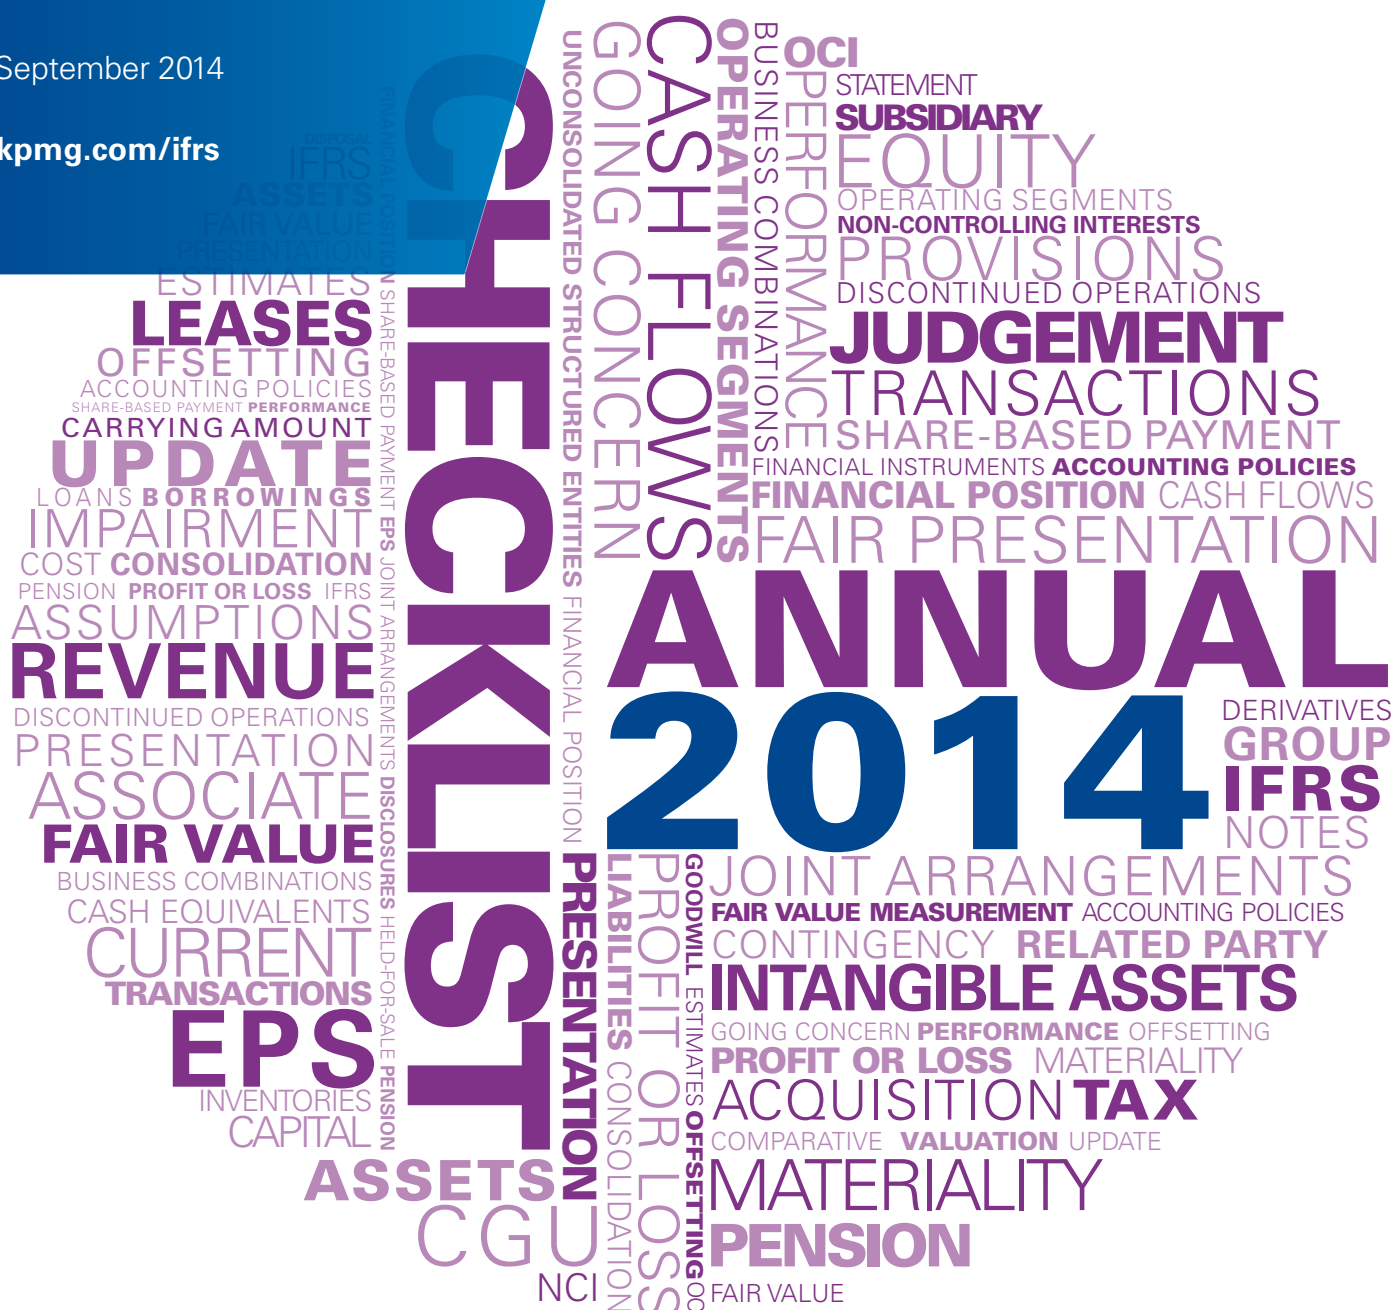 September 2014
kpmg.com/ifrs
DISPOSAL
IFRS
ASSETS
FAIR VALUE
PRESENTATION
ESTIMATES
LEASES
OFFSETTING
ACCOUNTING POLICIES
SHARE-BASED PAYMENT PERFORMANCE
CARRYING AMOUNT
UPDATE
LOANS BORROWINGS
IMPAIRMENT
COST CONSOLIDATION
PENSION PROFIT OR LOSS IFRS
ASSUMPTIONS
REVENUE
DISCONTINUED OPERATIONS
PRESENTATION
ASSOCIATE
FAIR VALUE
BUSINESS COMBINATIONS
CASH EQUIVALENTS
CURRENT
TRANSACTIONS
EPS
INVENTORIES
CAPITAL
ASSETS
CGU
NCI
FINANCIAL POSITION SHARE-BASED PAYMENT EPS JOINT ARRANGEMENTS DISCLOSURES HELD-FOR-SALE PENSION
CHECKLIST
UNCONSOLIDATED STRUCTURED ENTITIES FINANCIAL POSITION
PRESENTATION
GOING CONCERN
CASH FLOWS
OPERATING SEGMENTS
BUSINESS COMBINATIONS
PERFORMANCE
OCI
STATEMENT
SUBSIDIARY
EQUITY
OPERATING SEGMENTS
NON-CONTROLLING INTERESTS
PROVISIONS
DISCONTINUED OPERATIONS
JUDGEMENT
TRANSACTIONS
SHARE-BASED PAYMENT
FINANCIAL INSTRUMENTS ACCOUNTING POLICIES
FINANCIAL POSITION CASH FLOWS
FAIR PRESENTATION
ANNUAL
2014
DERIVATIVES
GROUP
IFRS
NOTES
LIABILITIES CONSOLIDATION
PROFIT OR LOSS
GOODWILL ESTIMATES OFFSETTING OC
JOINT ARRANGEMENTS
FAIR VALUE MEASUREMENT ACCOUNTING POLICIES
CONTINGENCY RELATED PARTY
INTANGIBLE ASSETS
GOING CONCERN PERFORMANCE OFFSETTING
PROFIT OR LOSS MATERIALITY
ACQUISITION TAX
COMPARATIVE VALUATION UPDATE
MATERIALITY
PENSION
FAIR VALUE